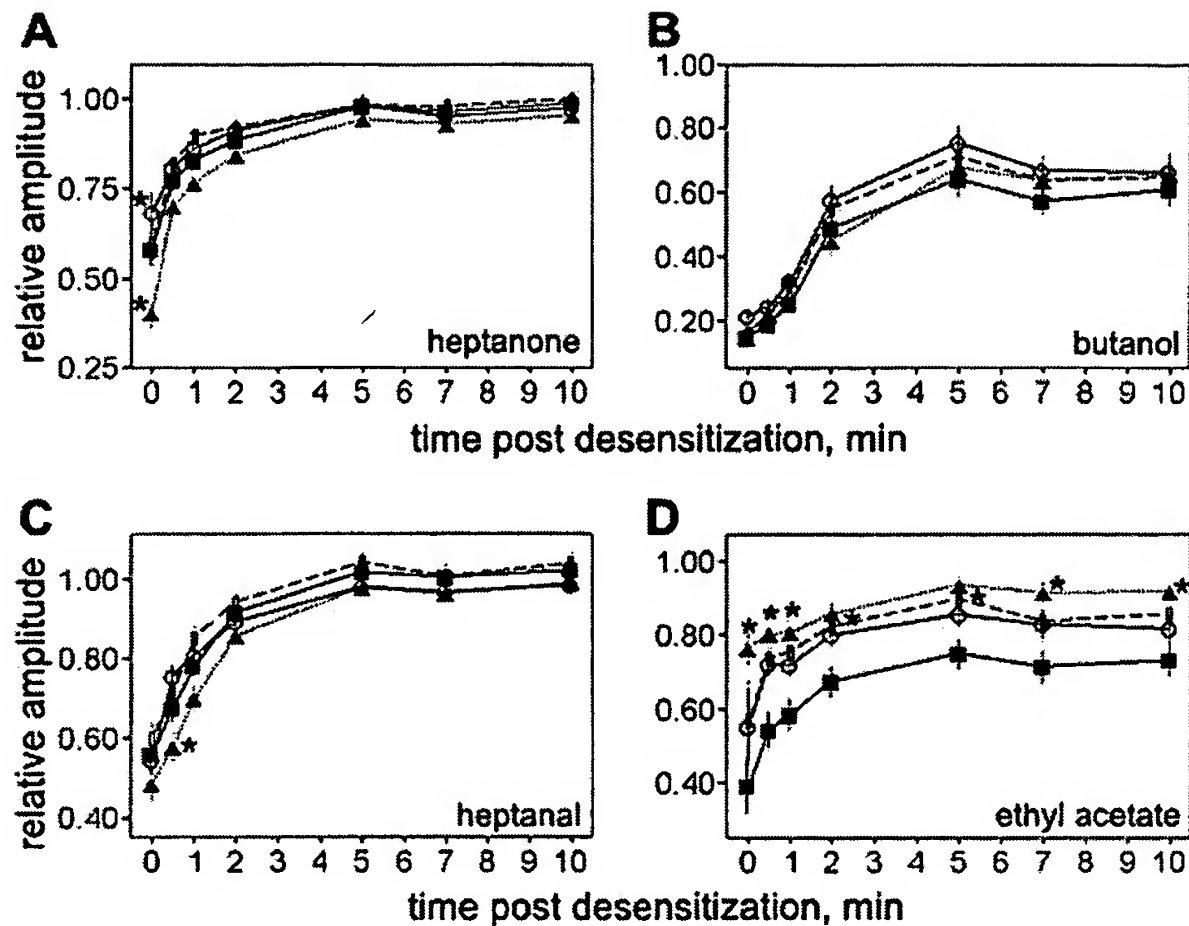 A
relative amplitude
1.00
0.75
0.50
0.25
*
*
heptanone
0 1 2 3 4 5 6 7 8 9 10
B
1.00
0.80
0.60
0.40
0.20
butanol
0 1 2 3 4 5 6 7 8 9 10
time post desensitization, min
C
relative amplitude
1.00
0.80
0.60
0.40
*
heptanal
0 1 2 3 4 5 6 7 8 9 10
D
1.00
0.80
0.60
0.40
* * * * * * *
ethyl acetate
0 1 2 3 4 5 6 7 8 9 10
time post desensitization, min